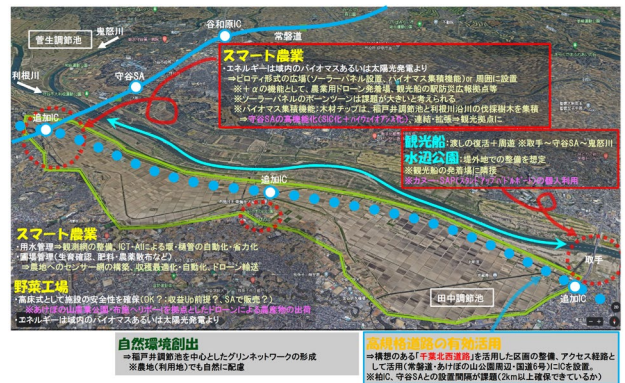 菅生調節池
鬼怒川
谷和原IC
常磐道
利根川
守谷SA
追加IC
スマート農業
・エネルギーは域内のバイオマスあるいは太陽光発電より
⇒ピロティ形式の広場(ソーラーパネル設置、バイオマス集積機能)or 周囲に設置
※+αの機能として、農業用ドローン発着場、観光船の駅防災広報拠点等
※ソーラーパネルのボーンツーンは課題が大きいと考えられる
※バイオマス集積機能:木材チップは、稲戸井調節池と利根川沿川の伐採樹木を集積
⇒守谷SAの高機能化(SIC化+ハイウェイオアシス化)、連結・拡張⇒観光拠点に
観光船:渡しの復活+周遊 ※取手~守谷SA~鬼怒川
水辺公園:堤外地での整備を想定
※観光船の発着場に隣接
追加IC
スマート農業
・用水管理⇒観測網の整備、ICT・AIによる堰・樋管の自動化・省力化
・圃場管理(生育確認、肥料・農薬散布など)
⇒農地へのセンサー網の構築、収穫最適化・自動化、ドローン輸送
野菜工場
・高床式として施設の安全性を確保(OK?:収益Up前提?、SAで販売?)
・エネルギーは域内のバイオマスあるいは太陽光発電より
取手
田中調節池
追加IC
自然環境創出
⇒稲戸井調節池を中心としたグリンネットワークの形成
※農地(利用地)でも自然に配慮
高規格道路の有効活用
⇒構想のある「千葉北西道路」を活用した区画の整備、アクセス経路と
して活用(常磐道・あけぼの山公園周辺・国道6号)にICを設置。
※柏IC、守谷SAとの設置間隔が課題(2km以上確保できているか)